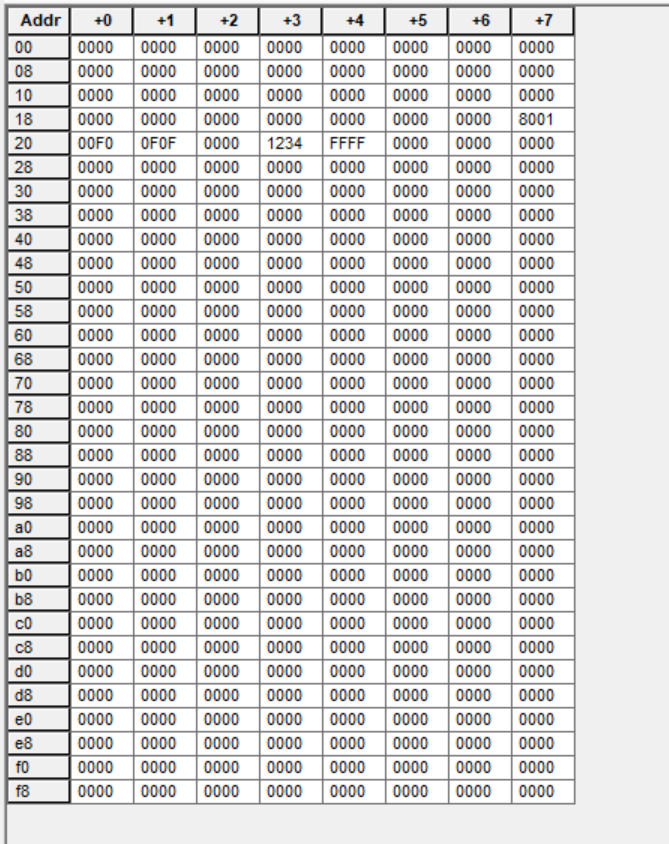 Addr +0 +1 +2 +3 +4 +5 +6 +7
00 0000 0000 0000 0000 0000 0000 0000 0000
08 0000 0000 0000 0000 0000 0000 0000 0000
10 0000 0000 0000 0000 0000 0000 0000 0000
18 0000 0000 0000 0000 0000 0000 0000 8001
20 00F0 0F0F 0000 1234 FFFF 0000 0000 0000
28 0000 0000 0000 0000 0000 0000 0000 0000
30 0000 0000 0000 0000 0000 0000 0000 0000
38 0000 0000 0000 0000 0000 0000 0000 0000
40 0000 0000 0000 0000 0000 0000 0000 0000
48 0000 0000 0000 0000 0000 0000 0000 0000
50 0000 0000 0000 0000 0000 0000 0000 0000
58 0000 0000 0000 0000 0000 0000 0000 0000
60 0000 0000 0000 0000 0000 0000 0000 0000
68 0000 0000 0000 0000 0000 0000 0000 0000
70 0000 0000 0000 0000 0000 0000 0000 0000
78 0000 0000 0000 0000 0000 0000 0000 0000
80 0000 0000 0000 0000 0000 0000 0000 0000
88 0000 0000 0000 0000 0000 0000 0000 0000
90 0000 0000 0000 0000 0000 0000 0000 0000
98 0000 0000 0000 0000 0000 0000 0000 0000
a0 0000 0000 0000 0000 0000 0000 0000 0000
a8 0000 0000 0000 0000 0000 0000 0000 0000
b0 0000 0000 0000 0000 0000 0000 0000 0000
b8 0000 0000 0000 0000 0000 0000 0000 0000
c0 0000 0000 0000 0000 0000 0000 0000 0000
c8 0000 0000 0000 0000 0000 0000 0000 0000
d0 0000 0000 0000 0000 0000 0000 0000 0000
d8 0000 0000 0000 0000 0000 0000 0000 0000
e0 0000 0000 0000 0000 0000 0000 0000 0000
e8 0000 0000 0000 0000 0000 0000 0000 0000
f0 0000 0000 0000 0000 0000 0000 0000 0000
f8 0000 0000 0000 0000 0000 0000 0000 0000